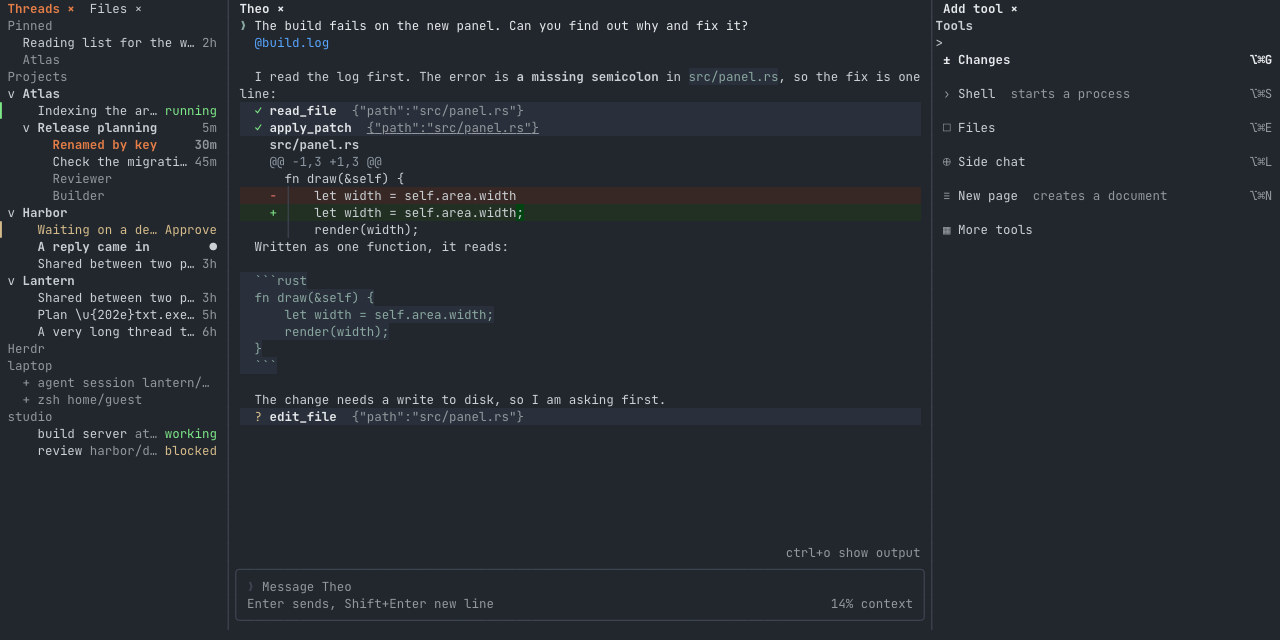 Threads × Files ×
Pinned
Reading list for the w… 2h
Atlas
Projects
v Atlas
Indexing the ar… running
v Release planning 5m
Renamed by key 30m
Check the migrati… 45m
Reviewer
Builder
v Harbor
Waiting on a de… Approve
A reply came in ●
Shared between two p… 3h
v Lantern
Shared between two p… 3h
Plan \u{202e}txt.exe… 5h
A very long thread t… 6h
Herdr
laptop
+ agent session lantern/…
+ zsh home/guest
studio
build server at… working
review harbor/d… blocked
Theo ×
❫ The build fails on the new panel. Can you find out why and fix it?
@build.log
I read the log first. The error is a missing semicolon in src/panel.rs, so the fix is one
line:
✓ read_file {"path":"src/panel.rs"}
✓ apply_patch {"path":"src/panel.rs"}
src/panel.rs
@@ -1,3 +1,3 @@
fn draw(&self) {
- let width = self.area.width
+ let width = self.area.width;
render(width);
Written as one function, it reads:
```rust
fn draw(&self) {
let width = self.area.width;
render(width);
}
```
The change needs a write to disk, so I am asking first.
? edit_file {"path":"src/panel.rs"}
ctrl+o show output
❫ Message Theo
Enter sends, Shift+Enter new line 14% context
Add tool ×
Tools
>
± Changes ⌥⌘G
› Shell starts a process ⌥⌘S
□ Files ⌥⌘E
⊕ Side chat ⌥⌘L
≡ New page creates a document ⌥⌘N
▦ More tools